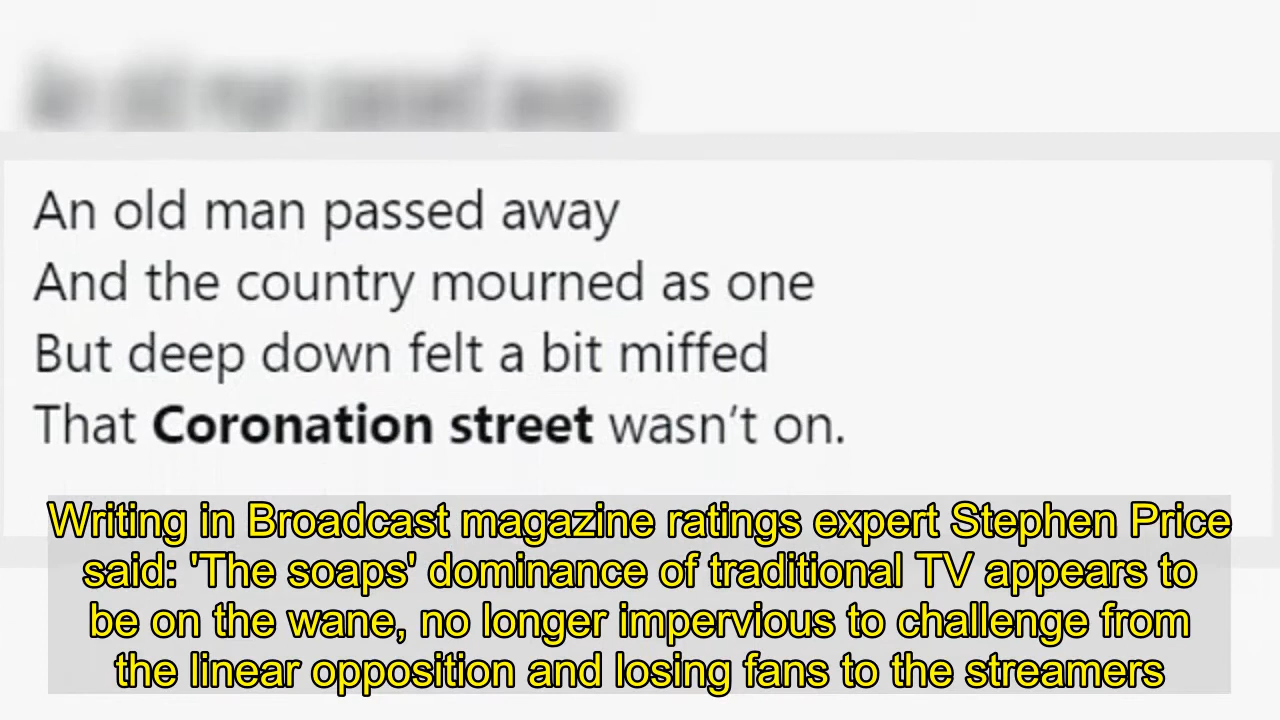 An old man passed away
And the country mourned as one
But deep down felt a bit miffed
That Coronation street wasn’t on.
Writing in Broadcast magazine ratings expert Stephen Price
said: 'The soaps' dominance of traditional TV appears to
be on the wane, no longer impervious to challenge from
the linear opposition and losing fans to the streamers